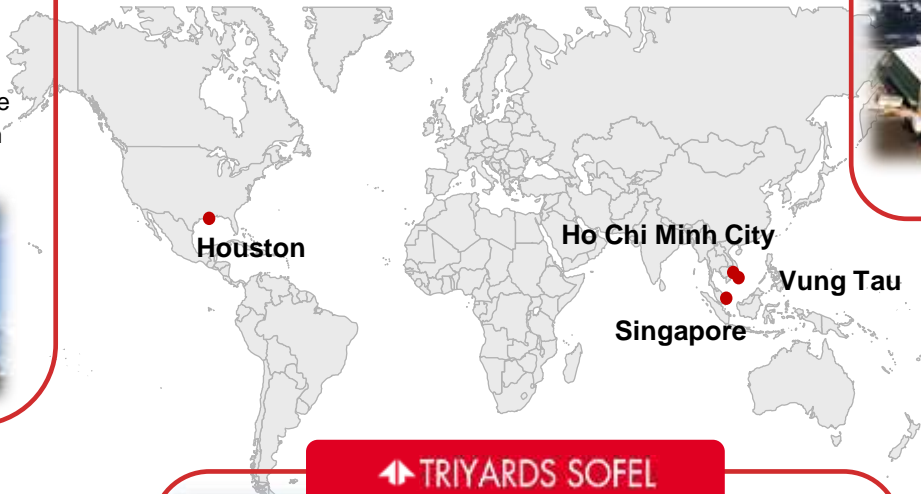 Houston
Ho Chi Minh City
Vung Tau
Singapore
TRIYARDS SOFEL